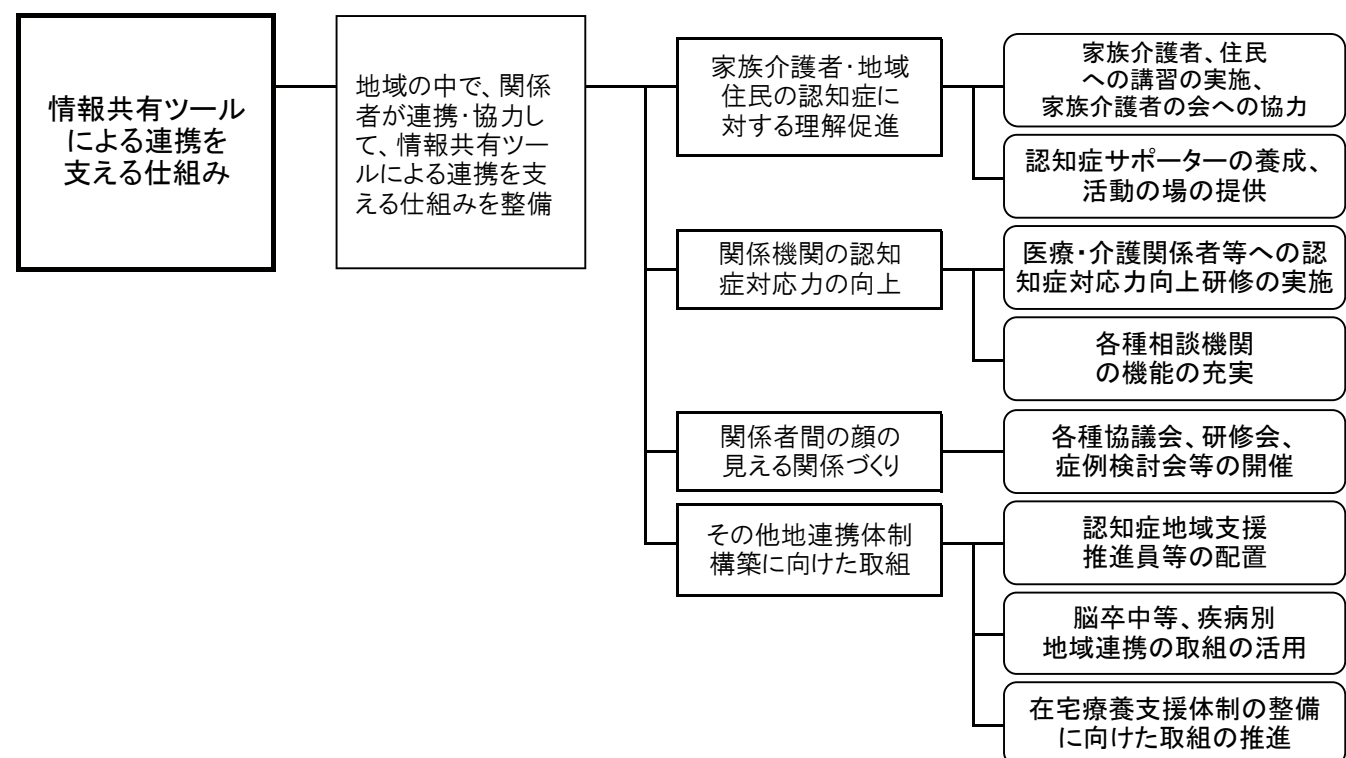 情報共有ツール
による連携を
支える仕組み
地域の中で、関係
者が連携・協力し
て、情報共有ツー
ルによる連携を支
える仕組みを整備
家族介護者・地域
住民の認知症に
対する理解促進
家族介護者、住民
への講習の実施、
家族介護者の会への協力
認知症サポーターの養成、
活動の場の提供
関係機関の認知
症対応力の向上
医療・介護関係者等への認
知症対応力向上研修の実施
各種相談機関
の機能の充実
関係者間の顔の
見える関係づくり
各種協議会、研修会、
症例検討会等の開催
その他地連携体制
構築に向けた取組
認知症地域支援
推進員等の配置
脳卒中等、疾病別
地域連携の取組の活用
在宅療養支援体制の整備
に向けた取組の推進